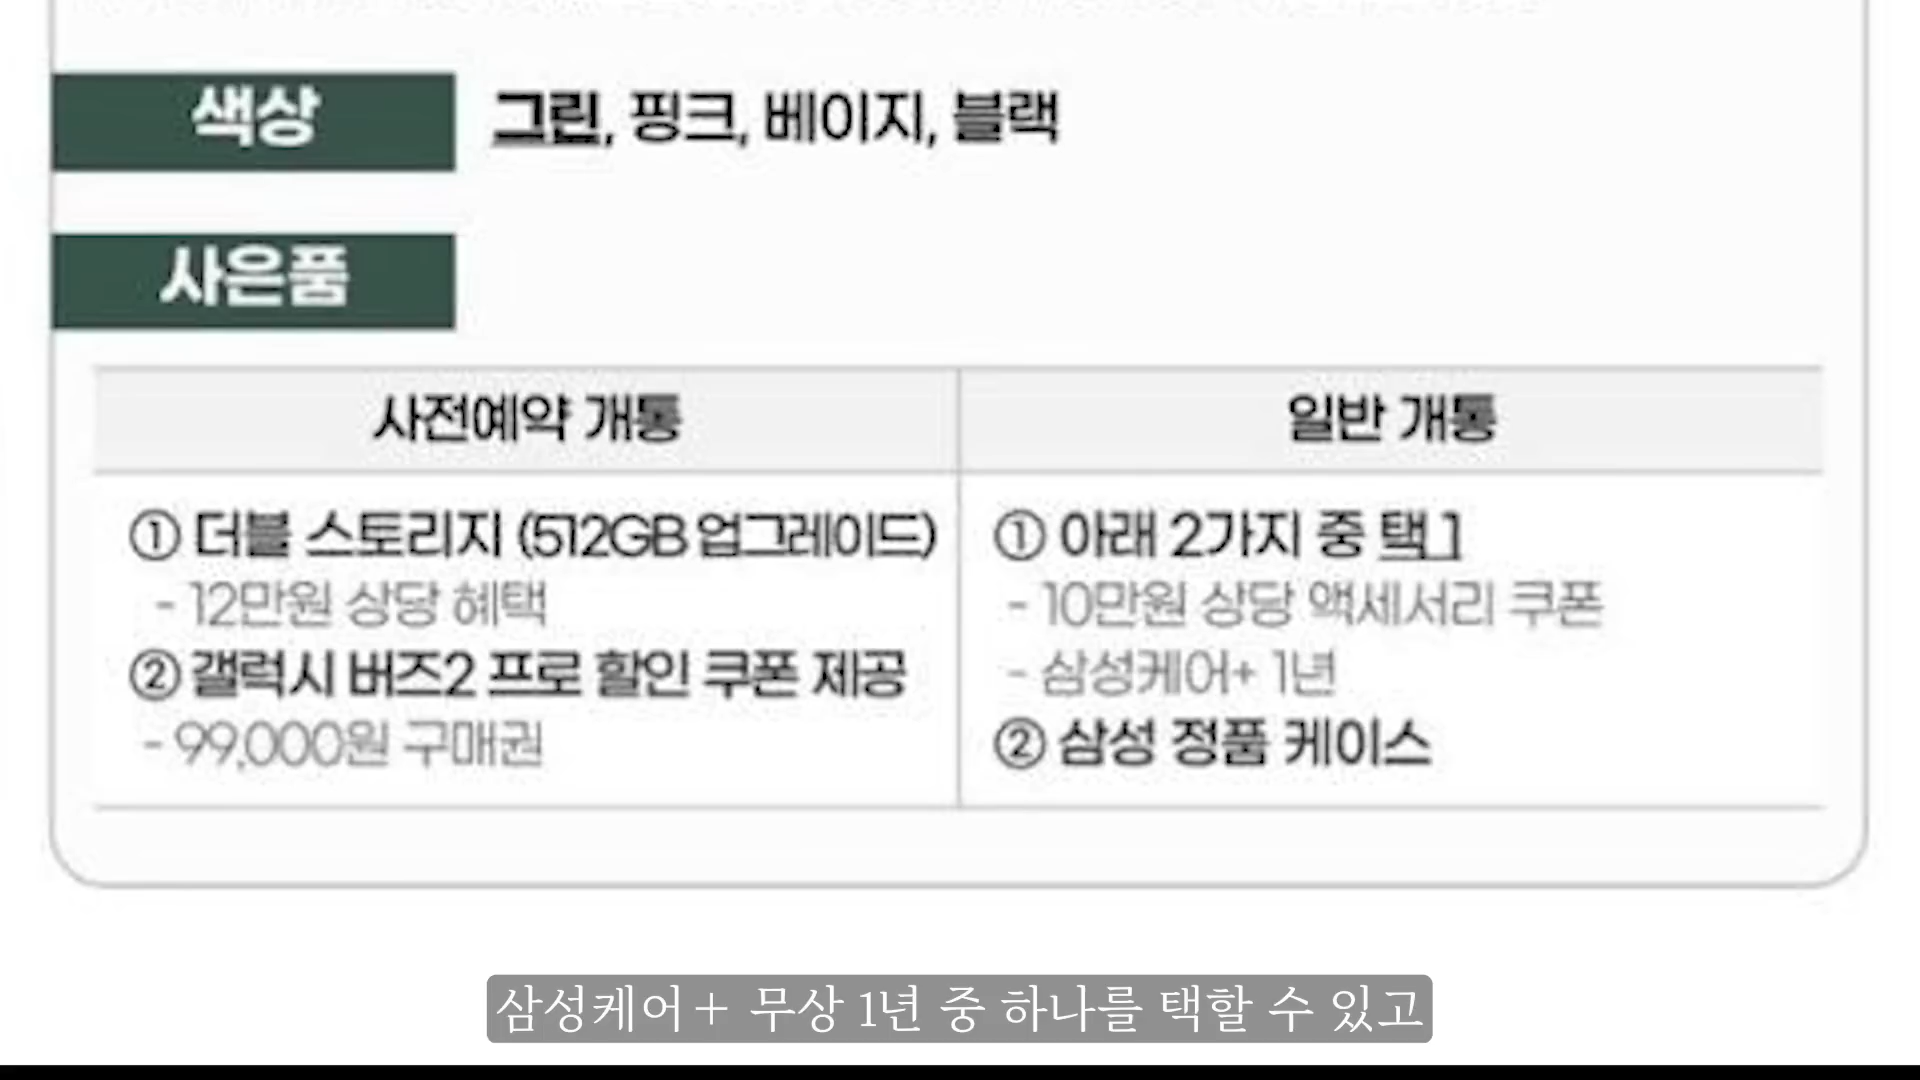 색상
그린, 핑크, 베이지, 블랙
사은품
사전예약 개통
① 더블 스토리지 (512GB 업그레이드)
- 12만원 상당 혜택
② 갤럭시 버즈2 프로 할인 쿠폰 제공
- 99,000원 구매권
일반 개통
① 아래 2가지 중 택 1
- 10만원 상당 액세서리 쿠폰
- 삼성케어+ 1년
② 삼성 정품 케이스
삼성케어+ 무상 1년 중 하나를 택할 수 있고